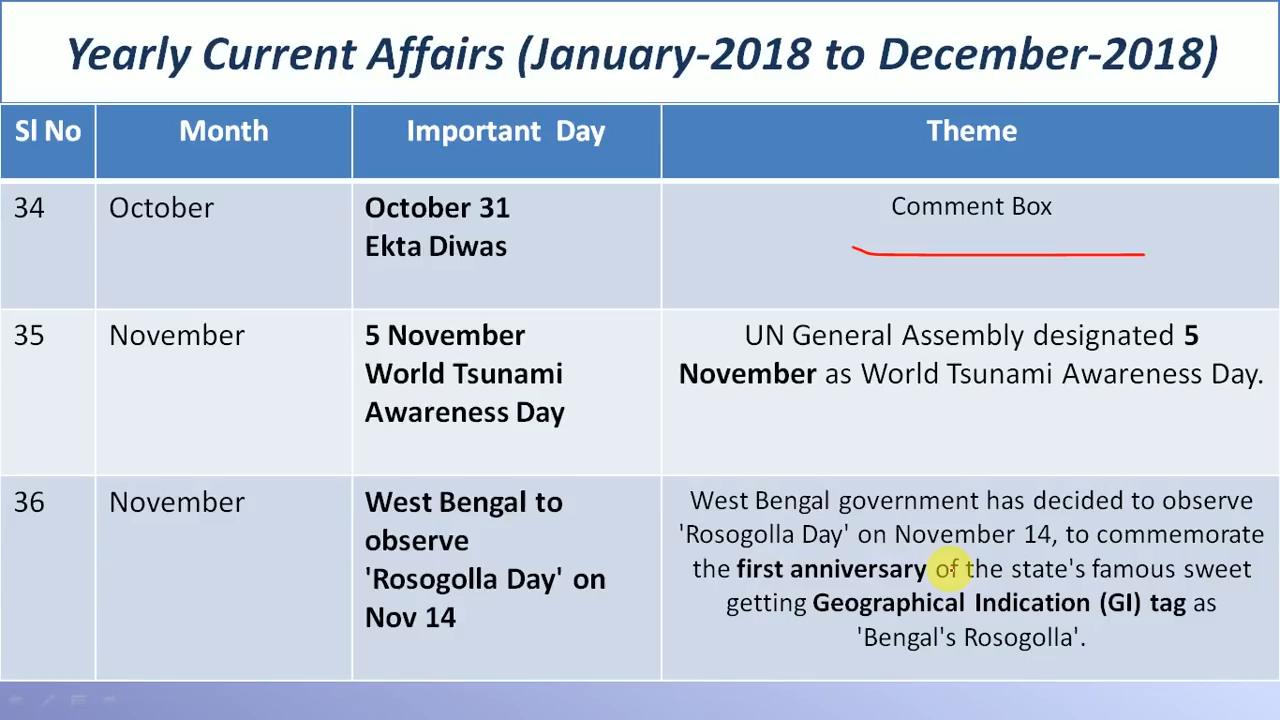 Yearly Current Affairs (January-2018 to December-2018)
Sl No Month Important Day Theme
34 October October 31 Comment Box
Ekta Diwas
35 November 5 November UN General Assembly designated 5
World Tsunami November as World Tsunami Awareness Day.
Awareness Day
36 November West Bengal to West Bengal government has decided to observe
observe 'Rosogolla Day' on November 14, to commemorate
'Rosogolla Day' on the first anniversary of the state's famous sweet
Nov 14 getting Geographical Indication (GI) tag as
'Bengal's Rosogolla'.